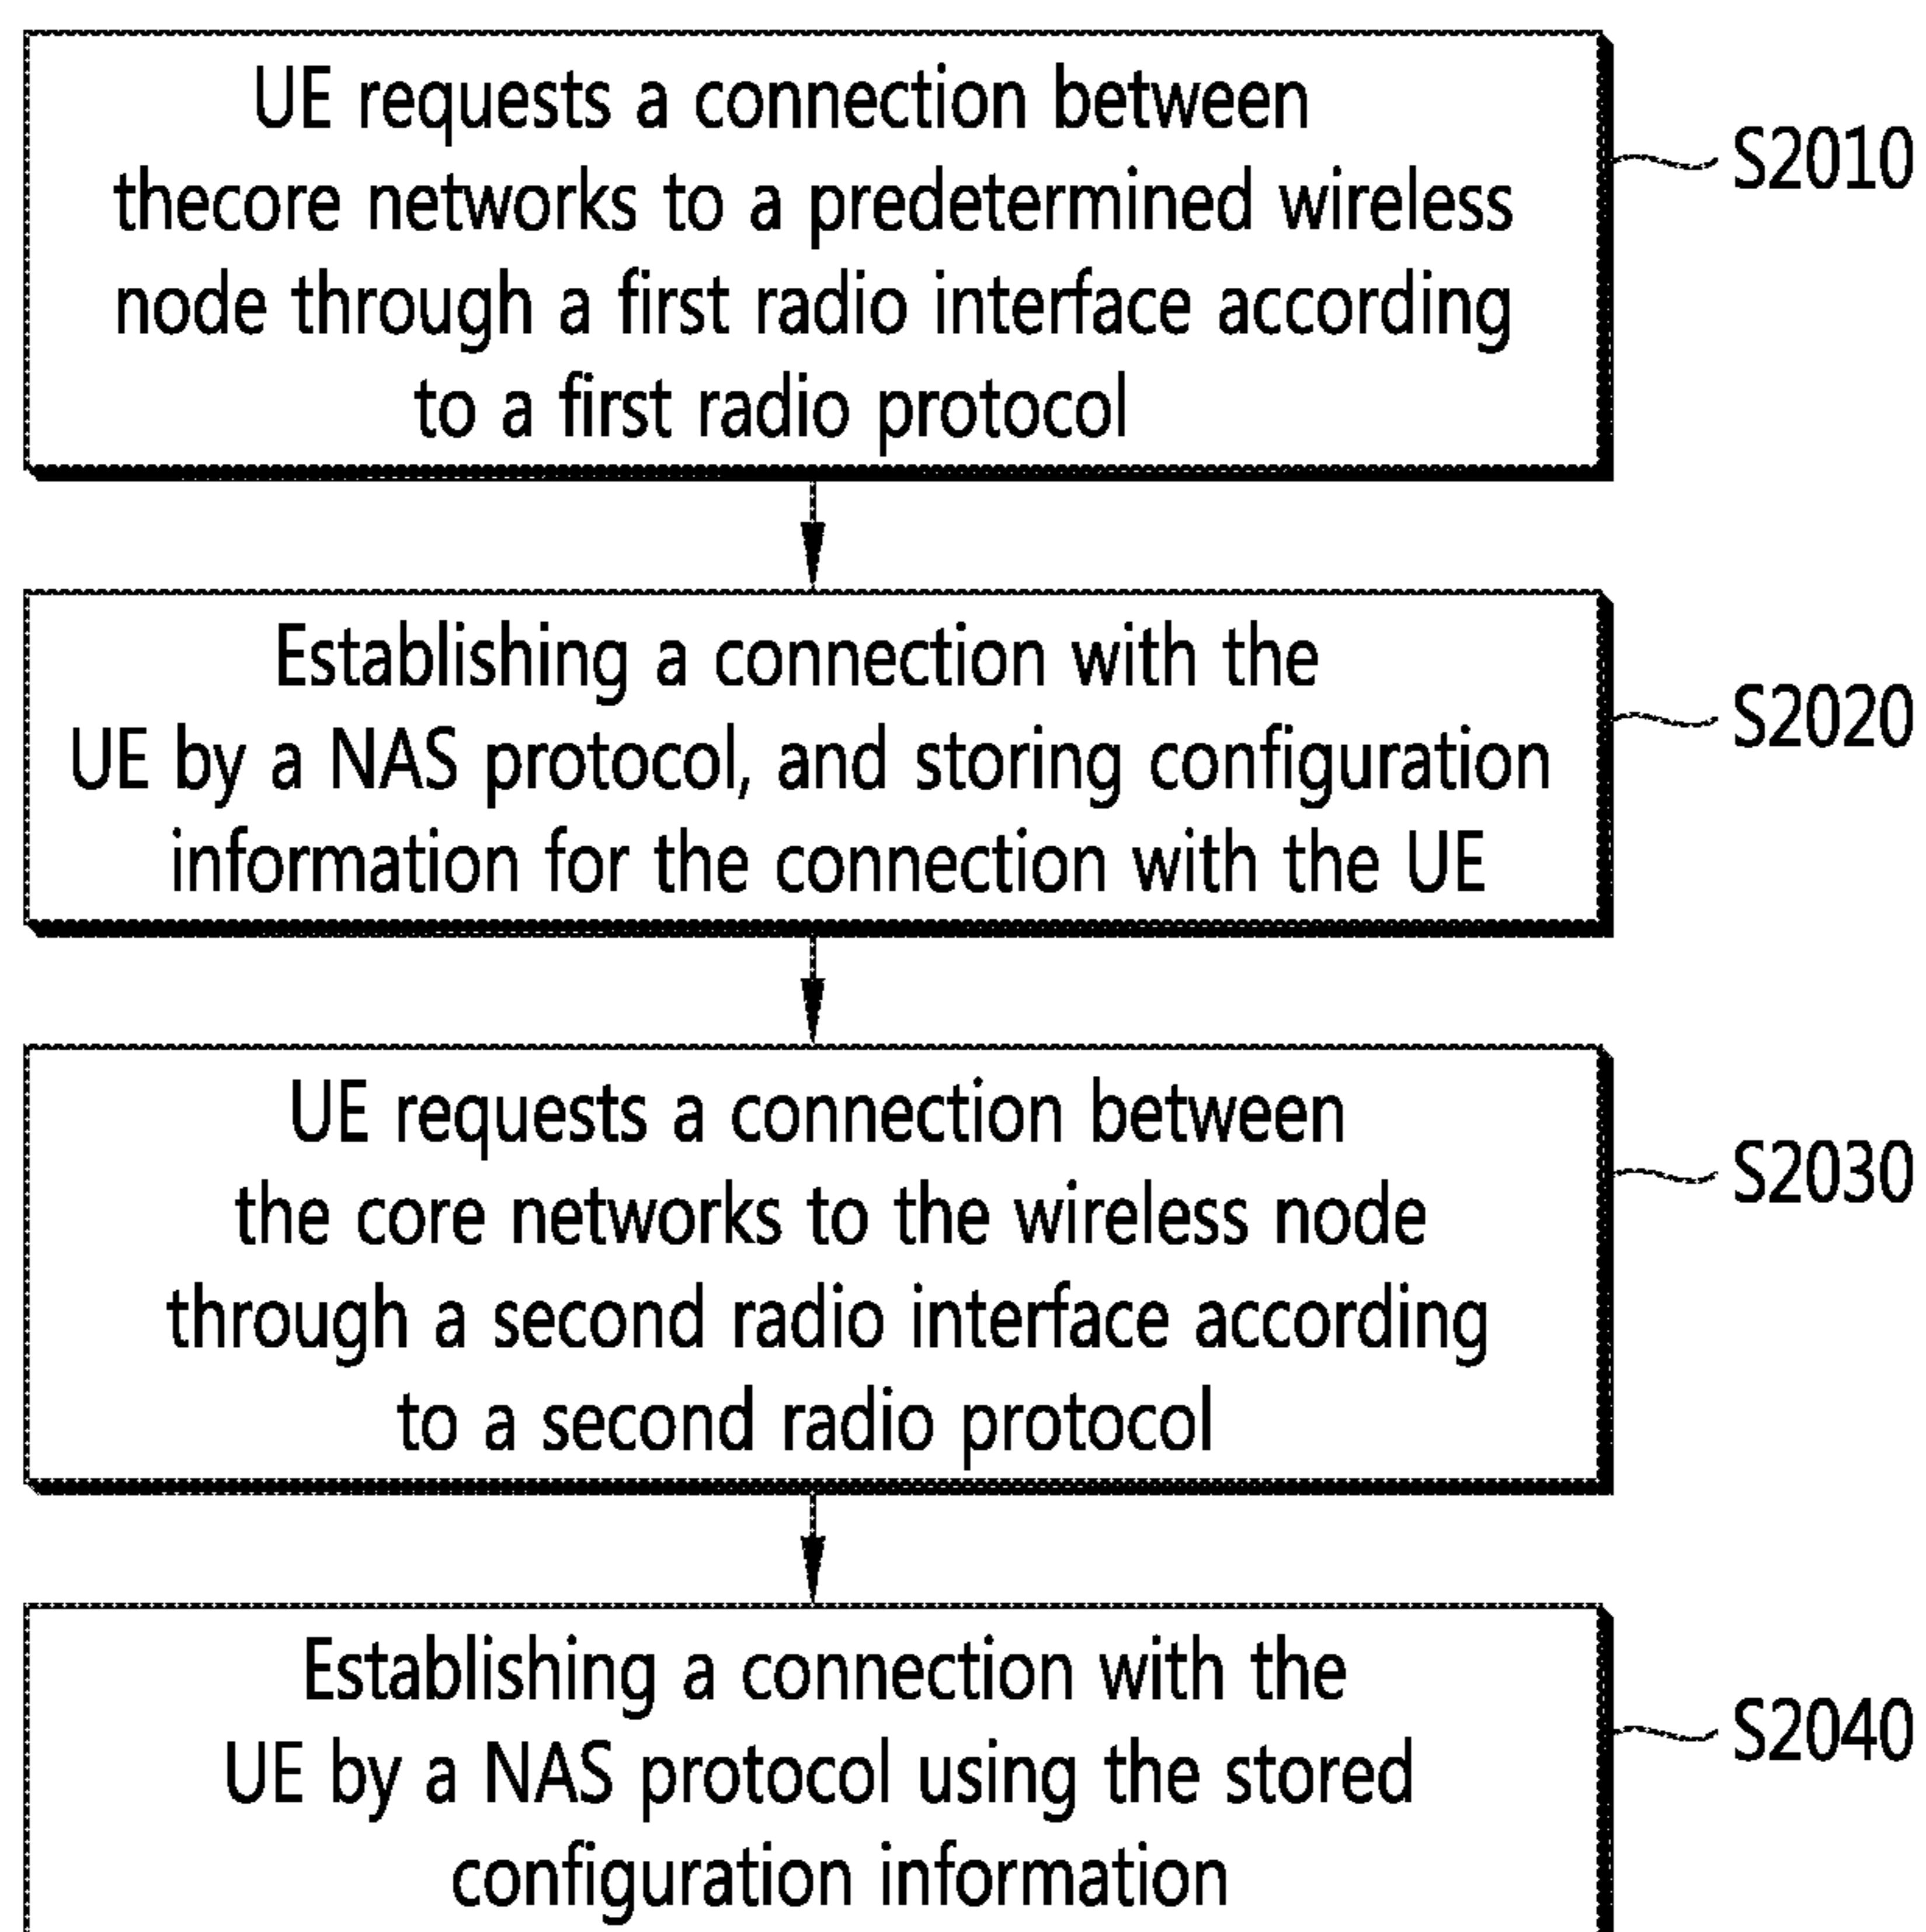 UE requests a connection between
thecore networks to a predetermined wireless
node through a first radio interface according
to a first radio protocol
S2010
Establishing a connection with the
UE by a NAS protocol, and storing configuration
information for the connection with the UE
S2020
UE requests a connection between
the core networks to the wireless node
through a second radio interface according
to a second radio protocol
S2030
Establishing a connection with the
UE by a NAS protocol using the stored
configuration information
S2040